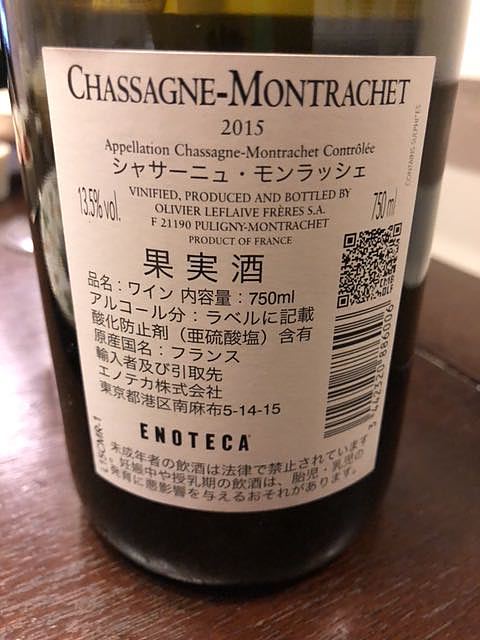 CHASSAGNE-MONTRACHET
2015
Appellation Chassagne-Montrachet Contrôlée
シャサーニュ・モンラッシェ
13.5% vol.
VINIFIED, PRODUCED AND BOTTLED BY
OLIVIER LEFLAIVE FRÈRES S.A.
F 21190 PULIGNY-MONTRACHET
PRODUCT OF FRANCE
750 ml
CONTAINS SULPHITES
果実酒
品名：ワイン 内容量：750ml
アルコール分：ラベルに記載
酸化防止剤（亜硫酸塩）含有
原産国名：フランス
輸入者及び引取先
エノテカ株式会社
東京都港区南麻布5-14-15
3 442320 886006
ENOTECA
未成年者の飲酒は法律で禁止されています
。妊娠中や授乳期の飲酒は、胎児・乳児の
発育に悪影響を与えるおそれがあります。